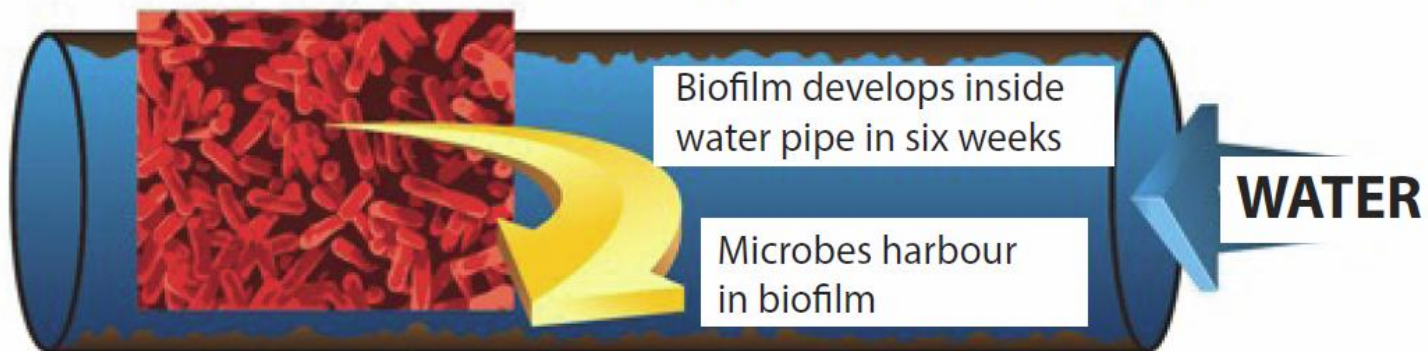 Biofilm develops inside
water pipe in six weeks
WATER
Microbes harbour
in biofilm